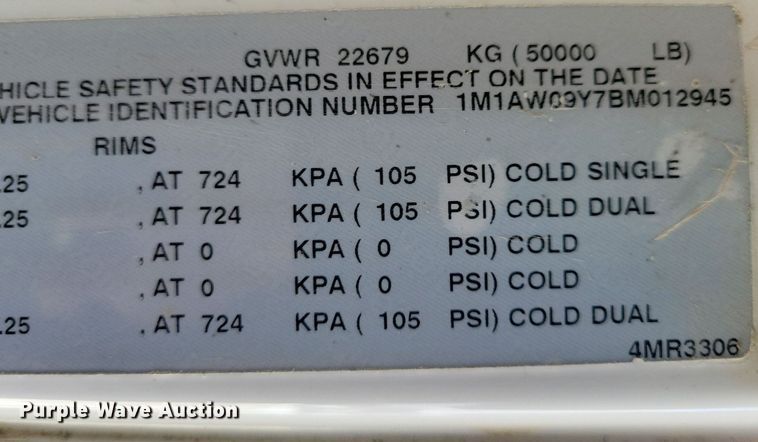 GVWR 22679 KG ( 50000 LB)
HICLE SAFETY STANDARDS IN EFFECT ON THE DATE
VEHICLE IDENTIFICATION NUMBER 1M1AW09Y7BM012945
RIMS
.25 , AT 724 KPA ( 105 PSI) COLD SINGLE
.25 , AT 724 KPA ( 105 PSI) COLD DUAL
, AT 0 KPA ( 0 PSI) COLD
, AT 0 KPA ( 0 PSI) COLD
.25 , AT 724 KPA ( 105 PSI) COLD DUAL
4MR3306
Purple Wave Auction